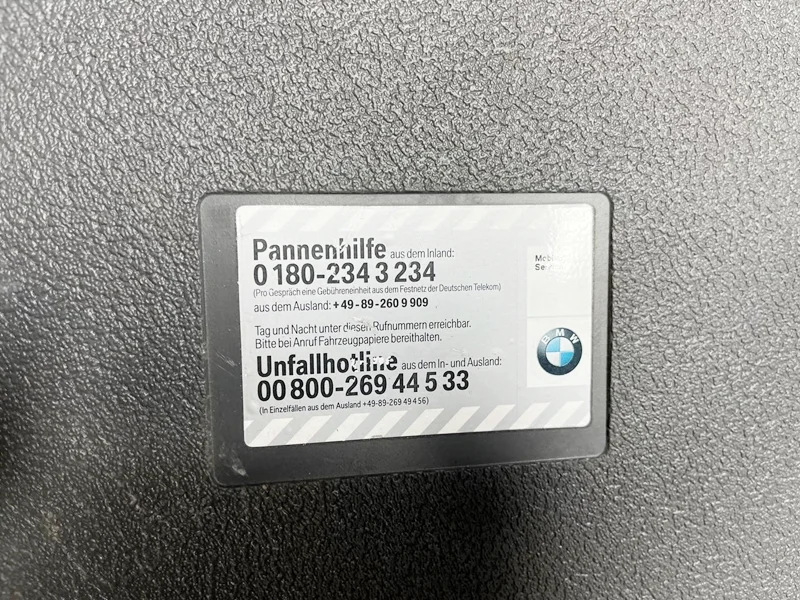 Pannenhilfe aus dem Inland:
0 180-234 3 234
(Pro Gespräch eine Gebühreneinheit aus dem Festnetz der Deutschen Telekom)
aus dem Ausland: +49-89-260 9 909
Tag und Nacht unter diesen Rufnummern erreichbar.
Bitte bei Anruf Fahrzeugpapiere bereithalten.
Unfallhotline aus dem In- und Ausland:
00 800-269 44 5 33
(In Einzelfällen aus dem Ausland +49-89-269 49 4 56)
BMW